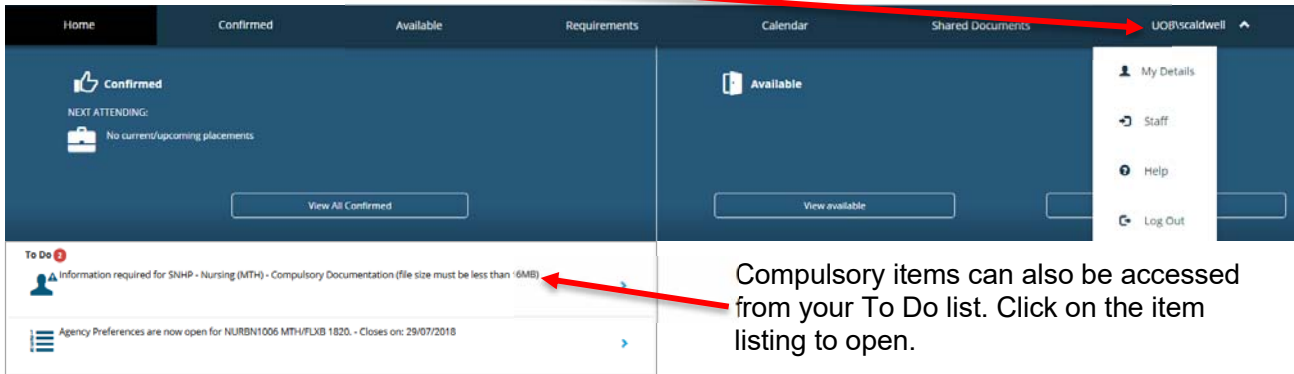 Home Confirmed Available Requirements Calendar Shared Documents UOB\scaldwell
Confirmed
NEXT ATTENDING:
No current/upcoming placements
View All Confirmed
Available
View available
My Details
Staff
Help
Log Out
To Do 2
Information required for SNHP - Nursing (MTH) - Compulsory Documentation (file size must be less than 16MB)
Agency Preferences are now open for NURBN1006 MTH/FLXB 1820. - Closes on: 29/07/2018
Compulsory items can also be accessed
from your To Do list. Click on the item
listing to open.